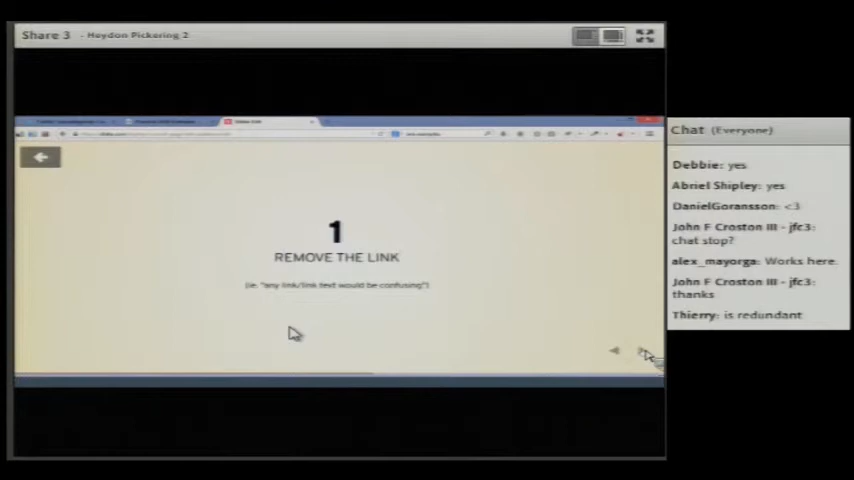 Share 3 - Heydon Pickering 2
1
REMOVE THE LINK
(ie. "any link/link text would be confusing")
Chat (Everyone)
Debbie: yes
Abriel Shipley: yes
DanielGoransson: <3
John F Croston III - jfc3:
chat stop?
alex_mayorga: Works here.
John F Croston III - jfc3:
thanks
Thierry: is redundant